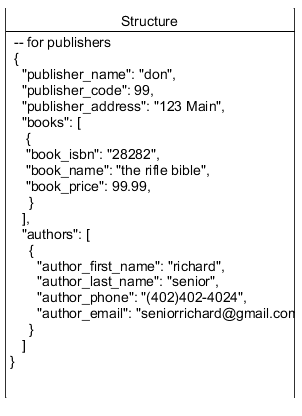 Structure
-- for publishers
{
"publisher_name": "don",
"publisher_code": 99,
"publisher_address": "123 Main",
"books": [
{
"book_isbn": "28282",
"book_name": "the rifle bible",
"book_price": 99.99,
}
],
"authors": [
{
"author_first_name": "richard",
"author_last_name": "senior",
"author_phone": "(402)402-4024",
"author_email": "seniorrichard@gmail.con
}
]
}